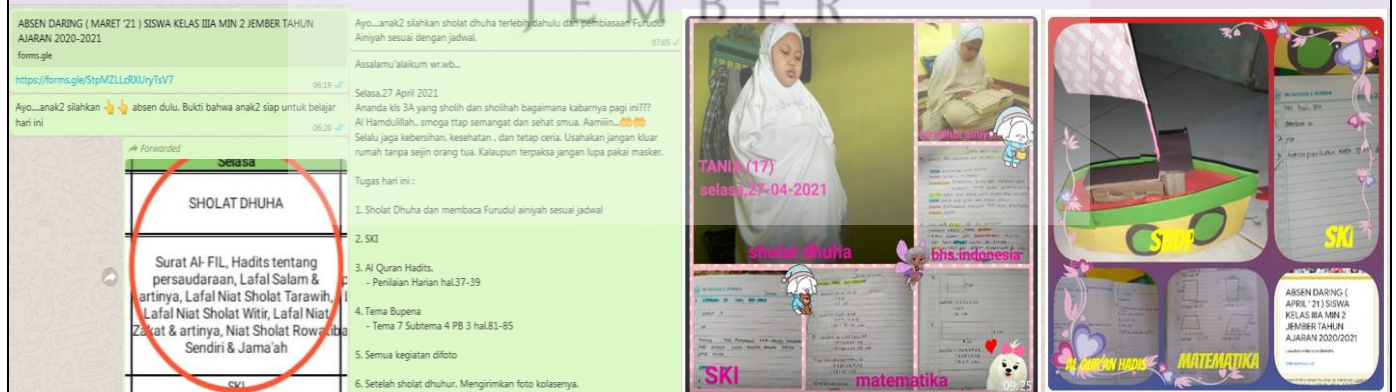 JEMBER
ABSEN DARING ( MARET '21 ) SISWA KELAS IIIA MIN 2 JEMBER TAHUN
AJARAN 2020-2021
forms.gle
https://forms.gle/StpMZLLcRXUryTsV7
06:19
Ayo....anak2 silahkan 👆👆 absen dulu. Bukti bahwa anak2 siap untuk belajar
hari ini
06:20
Forwarded
Selasa
SHOLAT DHUHA
Surat Al- FIL, Hadits tentang
persaudaraan, Lafal Salam &
artinya, Lafal Niat Sholat Tarawih,
Lafal Niat Sholat Witir, Lafal Niat
Zakat & artinya, Niat Sholat Rowatiba
Sendiri & Jama'ah
SKI
Ayo....anak2 silahkan sholat dhuha terlebih dahulu dan pembiasaan Furudul
Ainiyah sesuai dengan jadwal.
07:05
Assalamu'alaikum wr.wb...
Selasa,27 April 2021
Ananda kls 3A yang sholih dan sholihah bagaimana kabarnya pagi ini???
Al Hamdulillah.. smoga ttap semangat dan sehat smua. Aamiiin...🤲🤲
Selalu jaga kebersihan, kesehatan , dan tetap ceria. Usahakan jangan kluar
rumah tanpa seijin orang tua. Kalaupun terpaksa jangan lupa pakai masker.
Tugas hari ini :
1. Sholat Dhuha dan membaca Furudul ainiyah sesuai jadwal
2. SKI
3. Al Quran Hadits.
- Penilaian Harian hal.37-39
4. Tema Bupena
- Tema 7 Subtema 4 PB 3 hal.81-85
5. Semua kegiatan difoto
6. Setelah sholat dhuhur. Mengirimkan foto kolasenya.
TANIA (17)
selasa,27-04-2021
sholat dhuha
bhs.indonesia
SKI
matematika
09:25
SBDP
SKI
AL QUR'AN HADIS
MATEMATIKA
ABSEN DARING (
APRIL '21) SISWA
KELAS IIIA MIN 2
JEMBER TAHUN
AJARAN 2020/2021